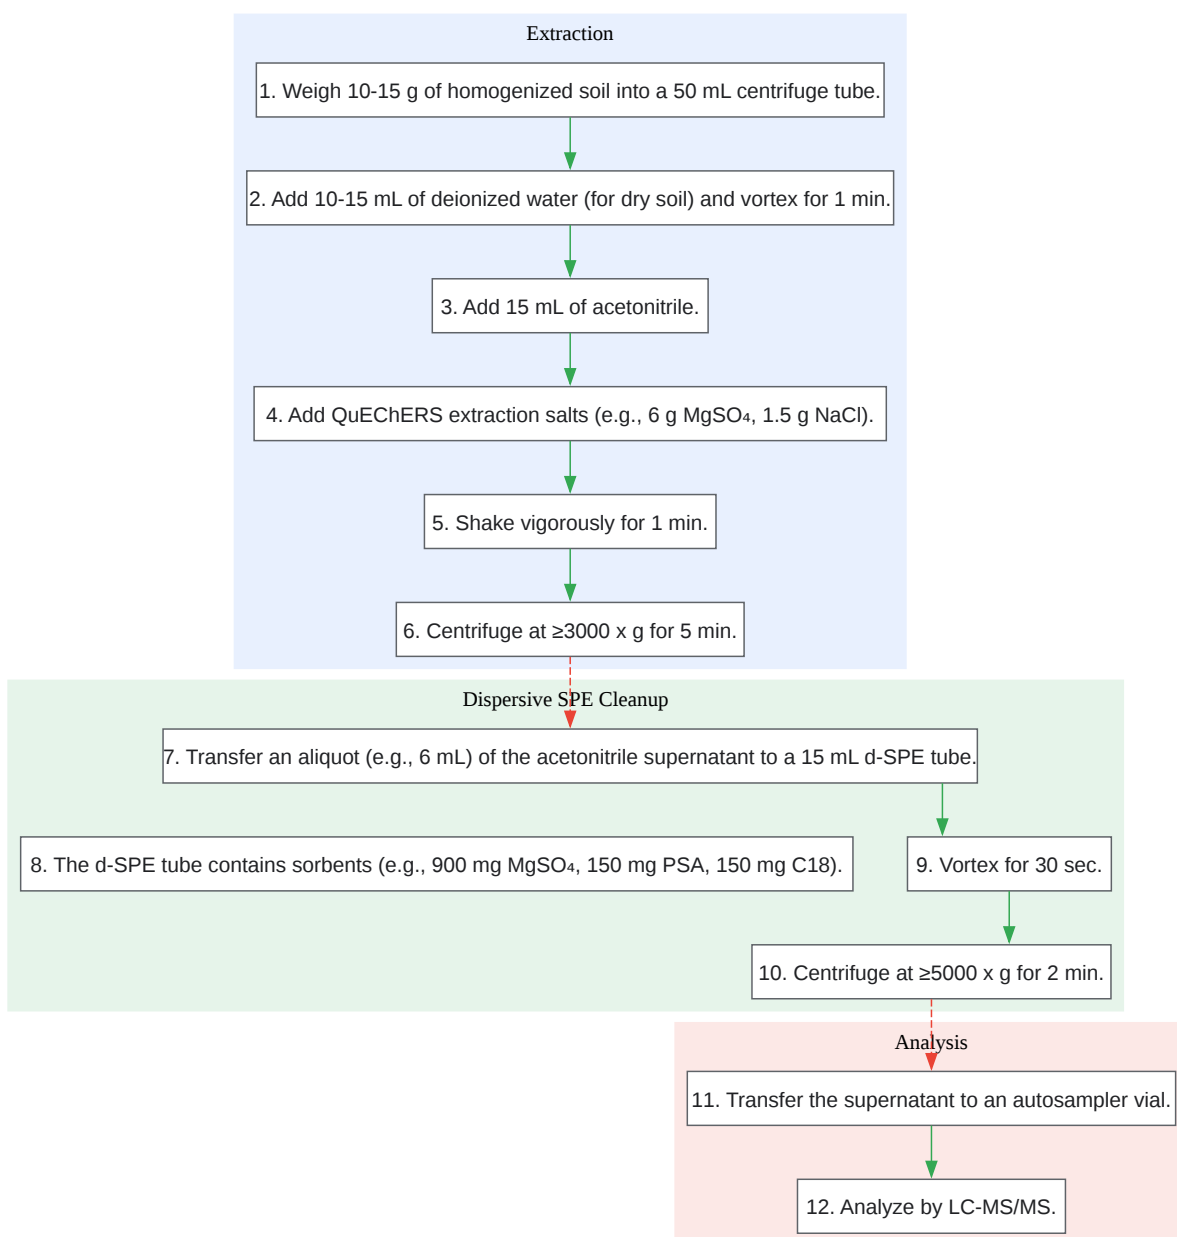 Extraction
1. Weigh 10-15 g of homogenized soil into a 50 mL centrifuge tube.
2. Add 10-15 mL of deionized water (for dry soil) and vortex for 1 min.
3. Add 15 mL of acetonitrile.
4. Add QuEChERS extraction salts (e.g., 6 g MgSO₄, 1.5 g NaCl).
5. Shake vigorously for 1 min.
6. Centrifuge at ≥3000 x g for 5 min.
Dispersive SPE Cleanup
7. Transfer an aliquot (e.g., 6 mL) of the acetonitrile supernatant to a 15 mL d-SPE tube.
8. The d-SPE tube contains sorbents (e.g., 900 mg MgSO₄, 150 mg PSA, 150 mg C18).
9. Vortex for 30 sec.
10. Centrifuge at ≥5000 x g for 2 min.
Analysis
11. Transfer the supernatant to an autosampler vial.
12. Analyze by LC-MS/MS.